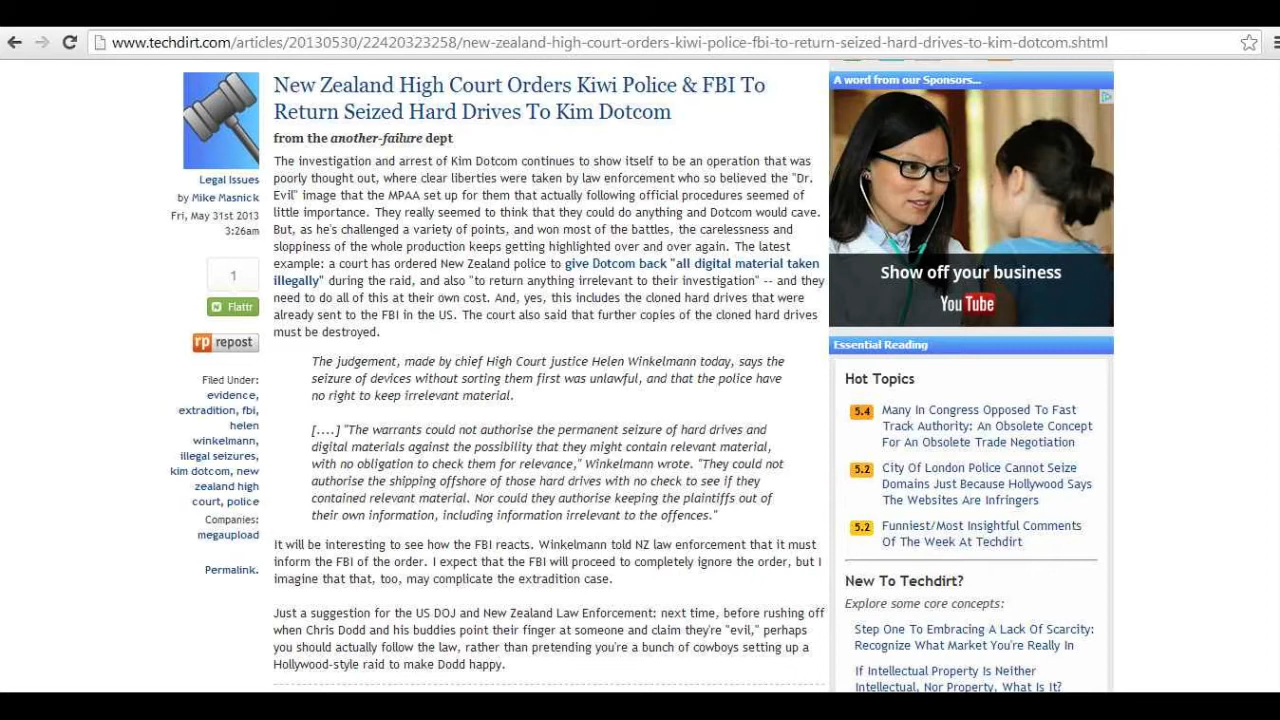 www.techdirt.com/articles/20130530/22420323258/new-zealand-high-court-orders-kiwi-police-fbi-to-return-seized-hard-drives-to-kim-dotcom.shtml
New Zealand High Court Orders Kiwi Police & FBI To
Return Seized Hard Drives To Kim Dotcom
from the another-failure dept
Legal Issues
by Mike Masnick
Fri, May 31st 2013
3:26am
1
Flattr
rp repost
Filed Under:
evidence,
extradition, fbi,
helen
winkelmann,
illegal seizures,
kim dotcom, new
zealand high
court, police
Companies:
megaupload
Permalink.
The investigation and arrest of Kim Dotcom continues to show itself to be an operation that was
poorly thought out, where clear liberties were taken by law enforcement who so believed the "Dr.
Evil" image that the MPAA set up for them that actually following official procedures seemed of
little importance. They really seemed to think that they could do anything and Dotcom would cave.
But, as he's challenged a variety of points, and won most of the battles, the carelessness and
sloppiness of the whole production keeps getting highlighted over and over again. The latest
example: a court has ordered New Zealand police to give Dotcom back "all digital material taken
illegally" during the raid, and also "to return anything irrelevant to their investigation" -- and they
need to do all of this at their own cost. And, yes, this includes the cloned hard drives that were
already sent to the FBI in the US. The court also said that further copies of the cloned hard drives
must be destroyed.
The judgement, made by chief High Court justice Helen Winkelmann today, says the
seizure of devices without sorting them first was unlawful, and that the police have
no right to keep irrelevant material.
[....] "The warrants could not authorise the permanent seizure of hard drives and
digital materials against the possibility that they might contain relevant material,
with no obligation to check them for relevance," Winkelmann wrote. "They could not
authorise the shipping offshore of those hard drives with no check to see if they
contained relevant material. Nor could they authorise keeping the plaintiffs out of
their own information, including information irrelevant to the offences."
It will be interesting to see how the FBI reacts. Winkelmann told NZ law enforcement that it must
inform the FBI of the order. I expect that the FBI will proceed to completely ignore the order, but I
imagine that that, too, may complicate the extradition case.
Just a suggestion for the US DOJ and New Zealand Law Enforcement: next time, before rushing off
when Chris Dodd and his buddies point their finger at someone and claim they're "evil," perhaps
you should actually follow the law, rather than pretending you're a bunch of cowboys setting up a
Hollywood-style raid to make Dodd happy.
A word from our Sponsors...
Show off your business
YouTube
Essential Reading
Hot Topics
5.4 Many In Congress Opposed To Fast
Track Authority: An Obsolete Concept
For An Obsolete Trade Negotiation
5.2 City Of London Police Cannot Seize
Domains Just Because Hollywood Says
The Websites Are Infringers
5.2 Funniest/Most Insightful Comments
Of The Week At Techdirt
New To Techdirt?
Explore some core concepts:
Step One To Embracing A Lack Of Scarcity:
Recognize What Market You're Really In
If Intellectual Property Is Neither
Intellectual, Nor Property, What Is It?